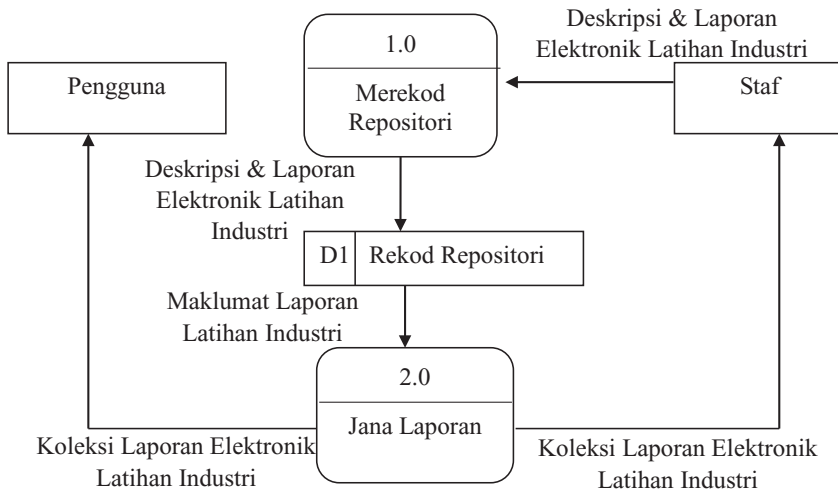 Deskripsi & Laporan
Elektronik Latihan Industri
1.0
Merekod
Repositori
Pengguna
Staf
Deskripsi & Laporan
Elektronik Latihan
Industri
D1
Rekod Repositori
Maklumat Laporan
Latihan Industri
2.0
Jana Laporan
Koleksi Laporan Elektronik
Latihan Industri
Koleksi Laporan Elektronik
Latihan Industri